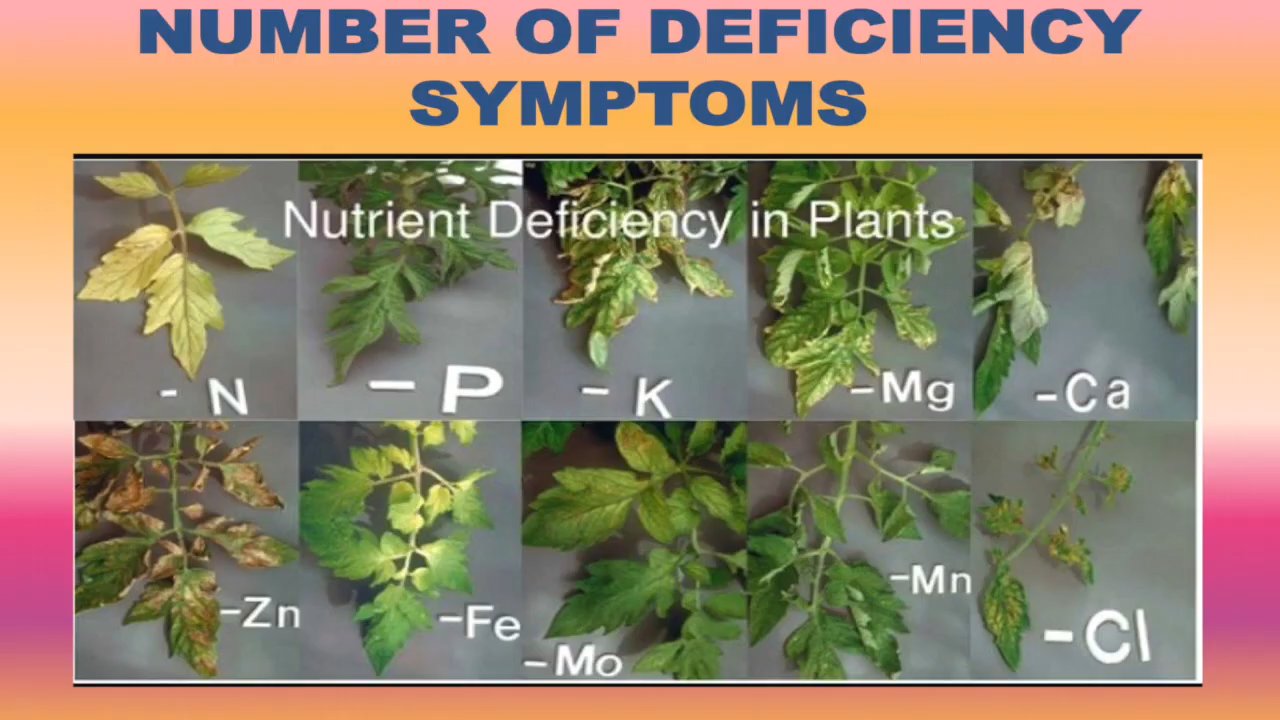 NUMBER OF DEFICIENCY
SYMPTOMS
Nutrient Deficiency in Plants
- N
- P
- K
-Mg
-Ca
-Zn
-Fe
-Mo
-Mn
-Cl